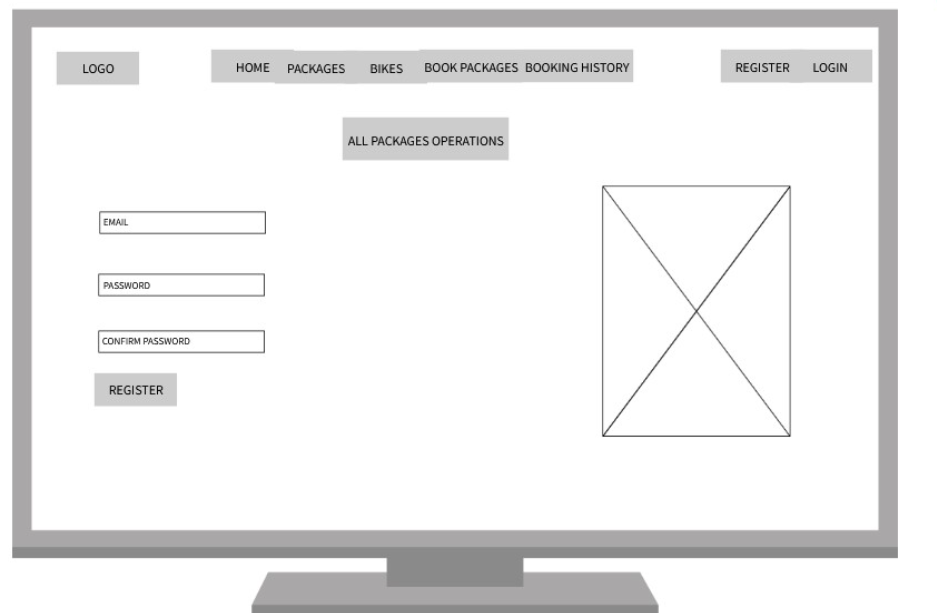 LOGO
HOME
PACKAGES
BIKES
BOOK PACKAGES
BOOKING HISTORY
REGISTER
LOGIN
ALL PACKAGES OPERATIONS
EMAIL
PASSWORD
CONFIRM PASSWORD
REGISTER